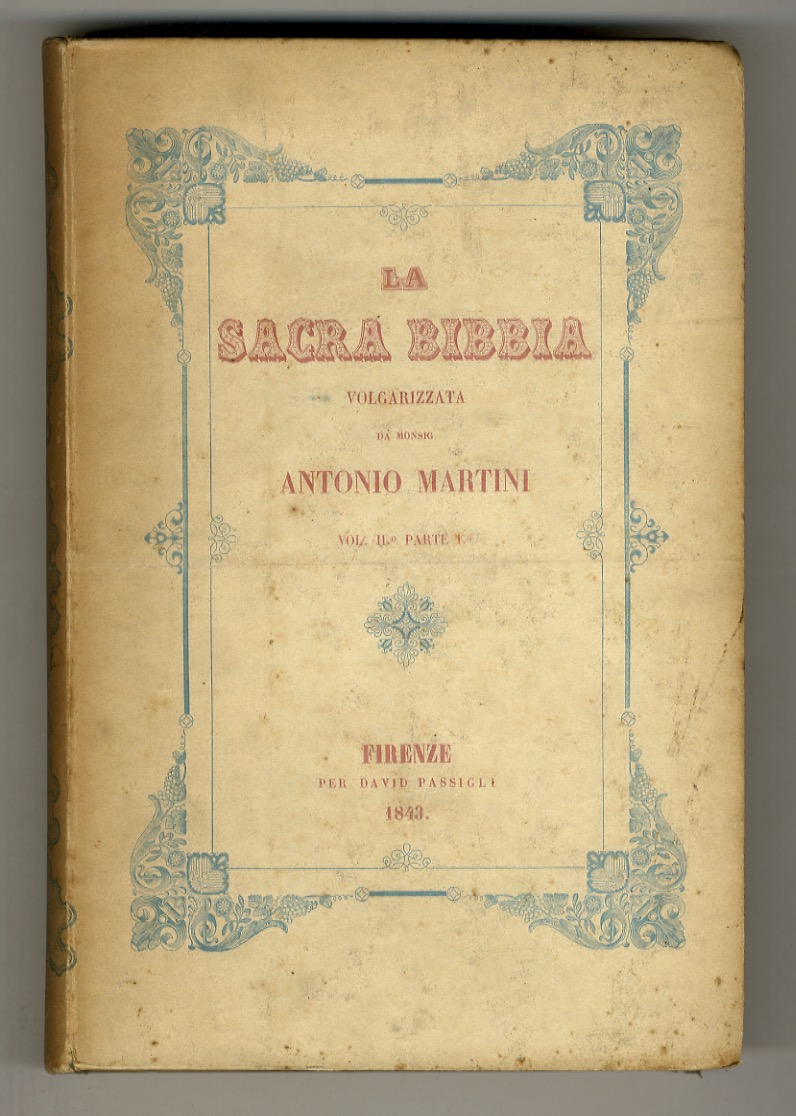 LA
SACRA BIBBIA
VOLGARIZZATA
DA MONSIG.
ANTONIO MARTINI
VOL. II.º PARTE I.
FIRENZE
PER DAVID PASSIGLI
1843.